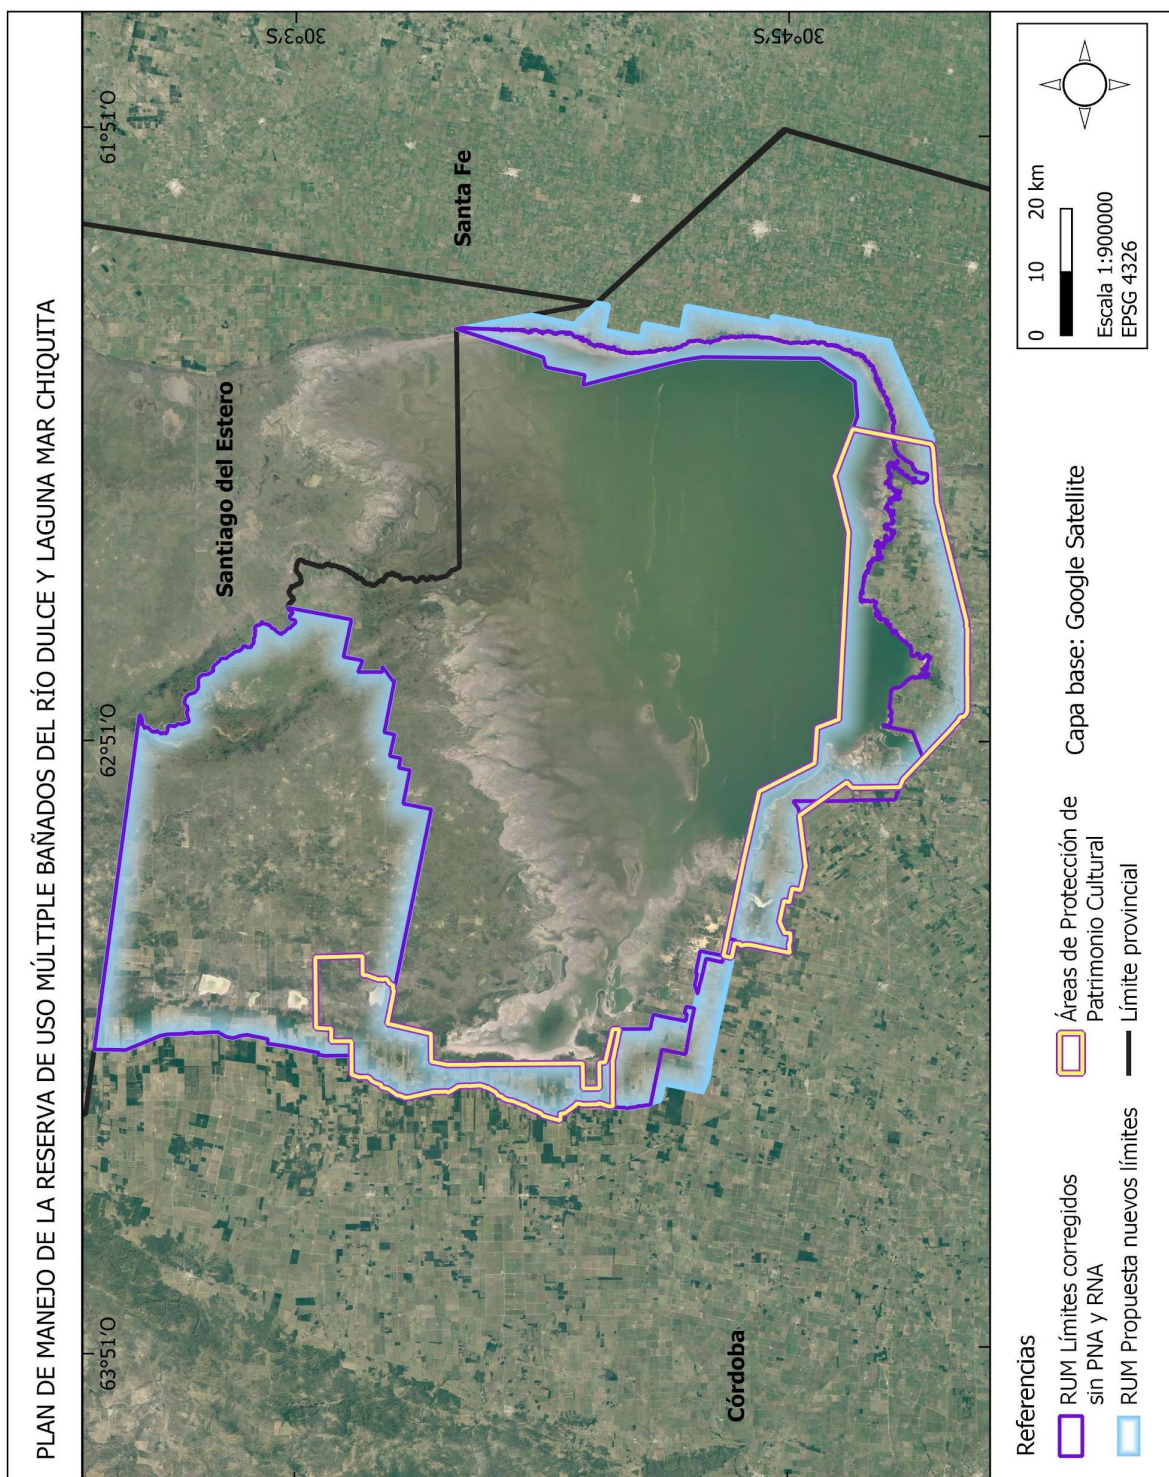 PLAN DE MANEJO DE LA RESERVA DE USO MÚLTIPLE BAÑADOS DEL RÍO DULCE Y LAGUNA MAR CHIQUITA
63°51'O
62°51'O
61°51'O
30°3'S
30°45'S
Santiago del Estero
Santa Fe
Córdoba
Referencias
RUM Límites corregidos
sin PNA y RNA
RUM Propuesta nuevos límites
Áreas de Protección de
Patrimonio Cultural
Límite provincial
Capa base: Google Satellite
0 10 20 km
Escala 1:900000
EPSG 4326